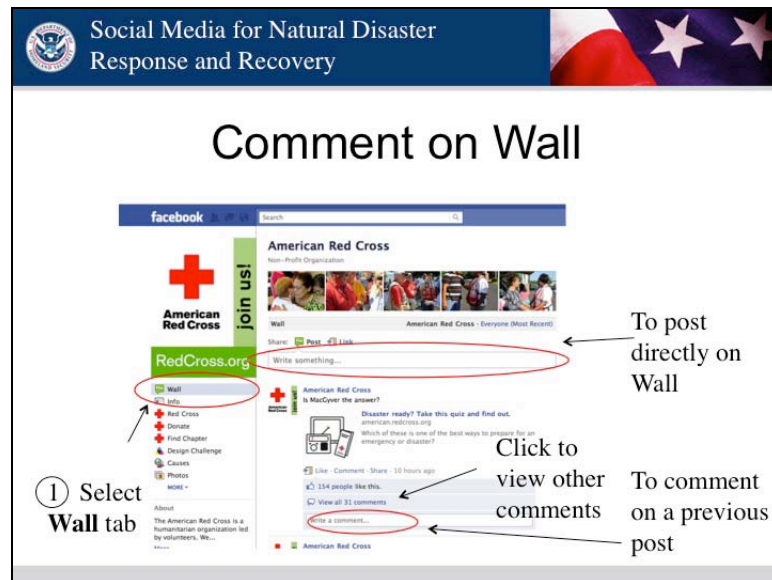 Social Media for Natural Disaster
Response and Recovery
Comment on Wall
facebook
Search
American Red Cross
Non-Profit Organization
join us!
American
Red Cross
RedCross.org
Wall
American Red Cross · Everyone (Most Recent)
Share: Post Link
Write something...
To post
directly on
Wall
Wall
Info
Red Cross
Donate
Find Chapter
Design Challenge
Causes
Photos
MORE
About
The American Red Cross is a
humanitarian organization led
by volunteers. We...
1 Select
Wall tab
American Red Cross
Is MacGyver the answer?
Disaster ready? Take this quiz and find out.
american.redcross.org
Which of these is one of the best ways to prepare for an
emergency or disaster?
Like · Comment · Share · 10 hours ago
154 people like this.
View all 31 comments
Write a comment...
American Red Cross
Click to
view other
comments
To comment
on a previous
post